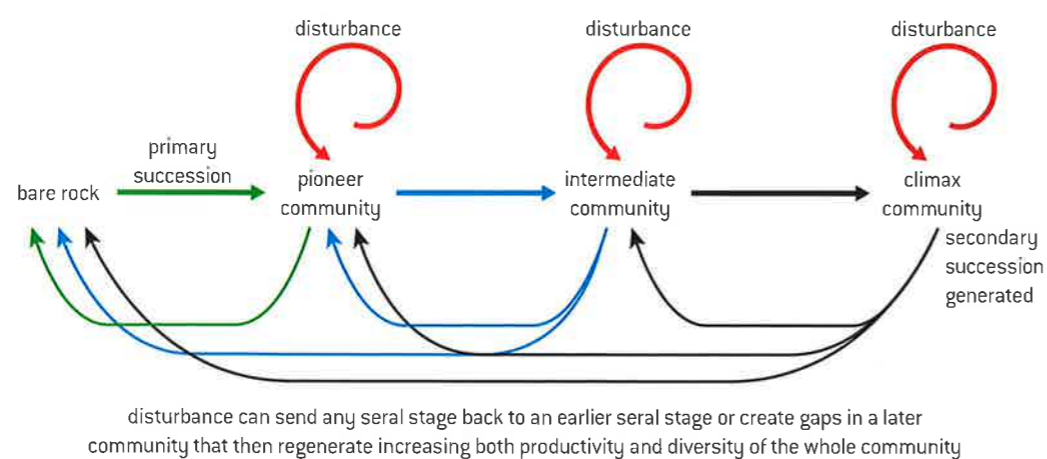 disturbance
disturbance
disturbance
primary
succession
bare rock
pioneer
community
intermediate
community
climax
community
secondary
succession
generated
disturbance can send any seral stage back to an earlier seral stage or create gaps in a later
community that then regenerate increasing both productivity and diversity of the whole community